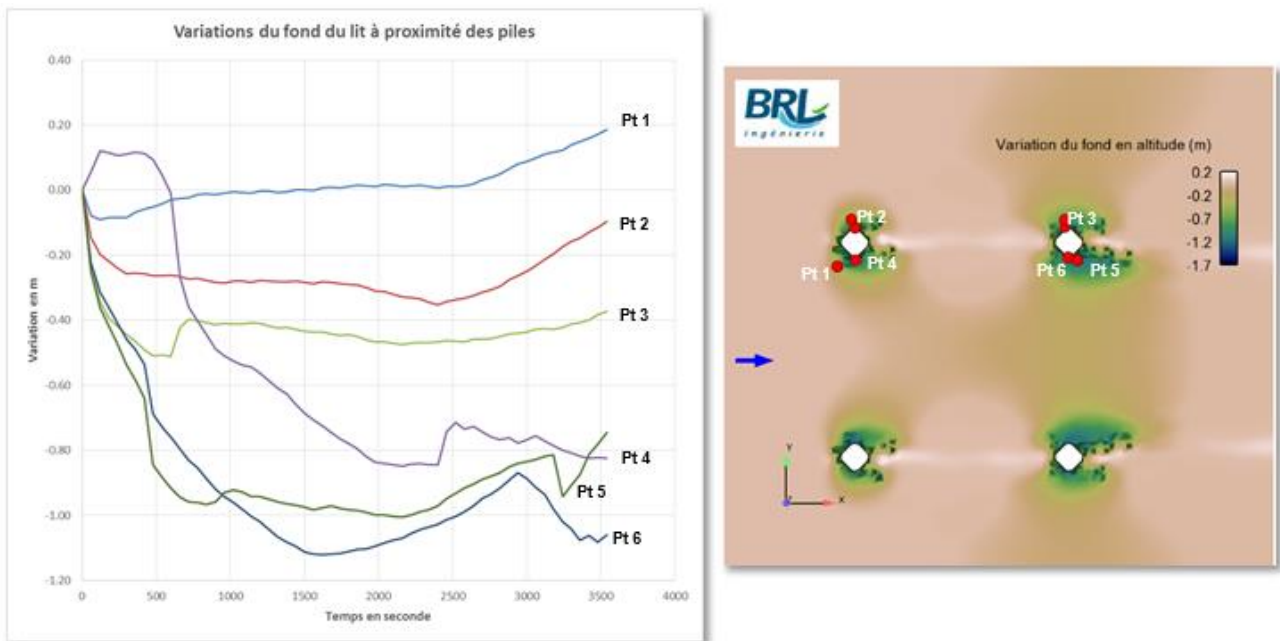 Variations du fond du lit à proximité des piles
0.40
0.20
0.00
-0.20
-0.40
-0.60
-0.80
-1.00
-1.20
Variation en m
0
500
1000
1500
2000
2500
3000
3500
4000
Temps en seconde
Pt 1
Pt 2
Pt 3
Pt 4
Pt 5
Pt 6
BRL
Ingénierie
Variation du fond en altitude (m)
0.2
-0.2
-0.7
-1.2
-1.7
Pt 2
Pt 3
Pt 1
Pt 4
Pt 6
Pt 5
Y
Z
X